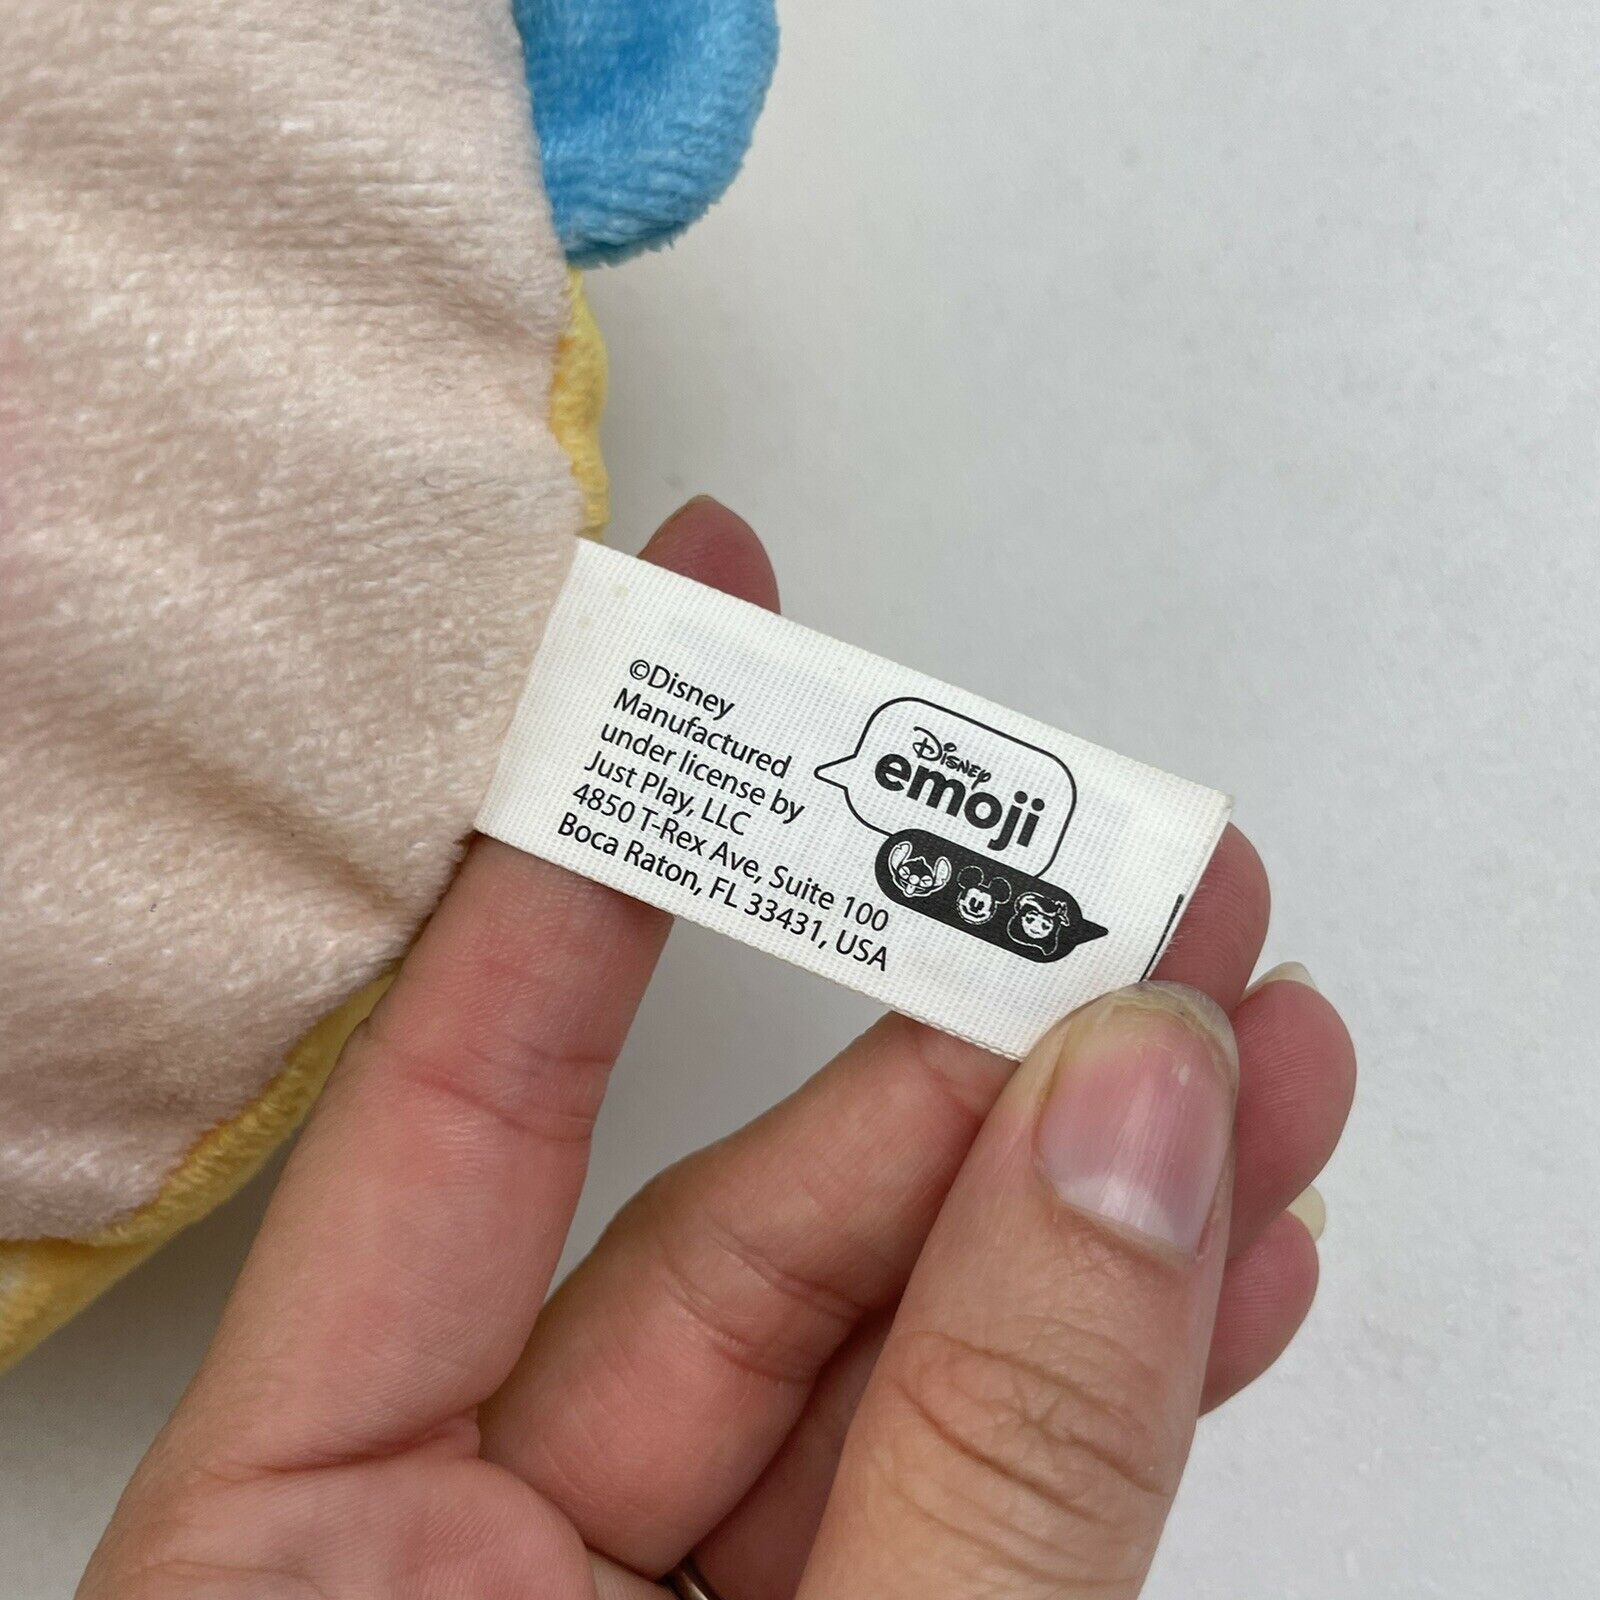 ©Disney
Manufactured
under license by
Just Play, LLC
4850 T-Rex Ave, Suite 100
Boca Raton, FL 33431, USA
Disney
emoji